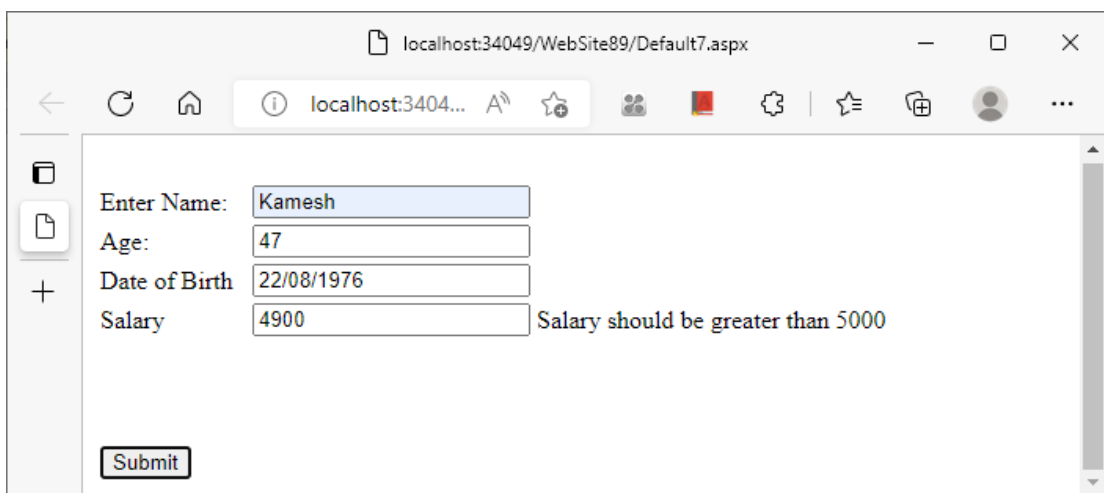 localhost:34049/WebSite89/Default7.aspx
localhost:3404...
Enter Name: Kamesh
Age: 47
Date of Birth 22/08/1976
Salary 4900 Salary should be greater than 5000
Submit